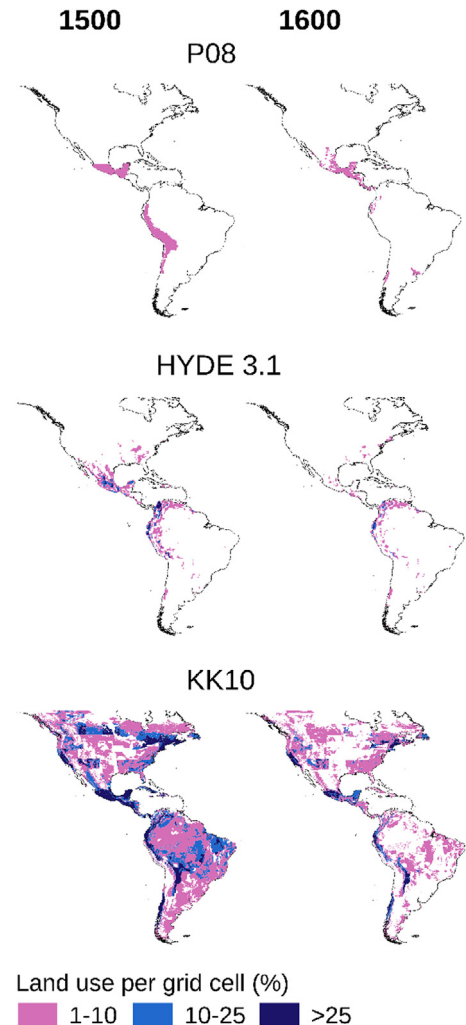 1500 1600
P08
HYDE 3.1
KK10
Land use per grid cell (%)
1-10 10-25 >25